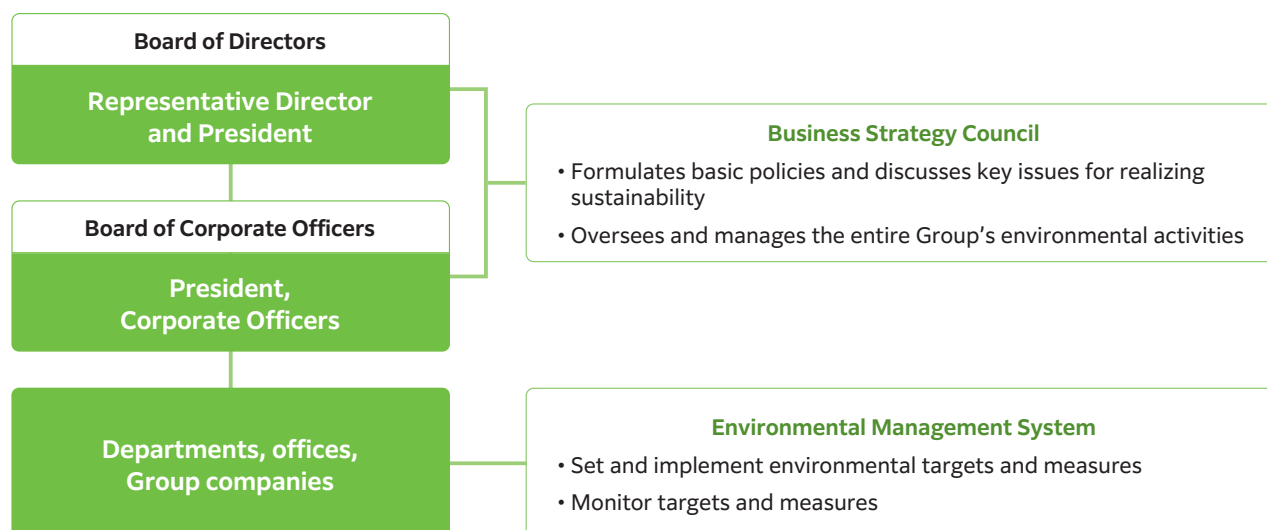 Board of Directors
Representative Director
and President
Board of Corporate Officers
President,
Corporate Officers
Departments, offices,
Group companies
Business Strategy Council
• Formulates basic policies and discusses key issues for realizing
sustainability
• Oversees and manages the entire Group's environmental activities
Environmental Management System
• Set and implement environmental targets and measures
• Monitor targets and measures